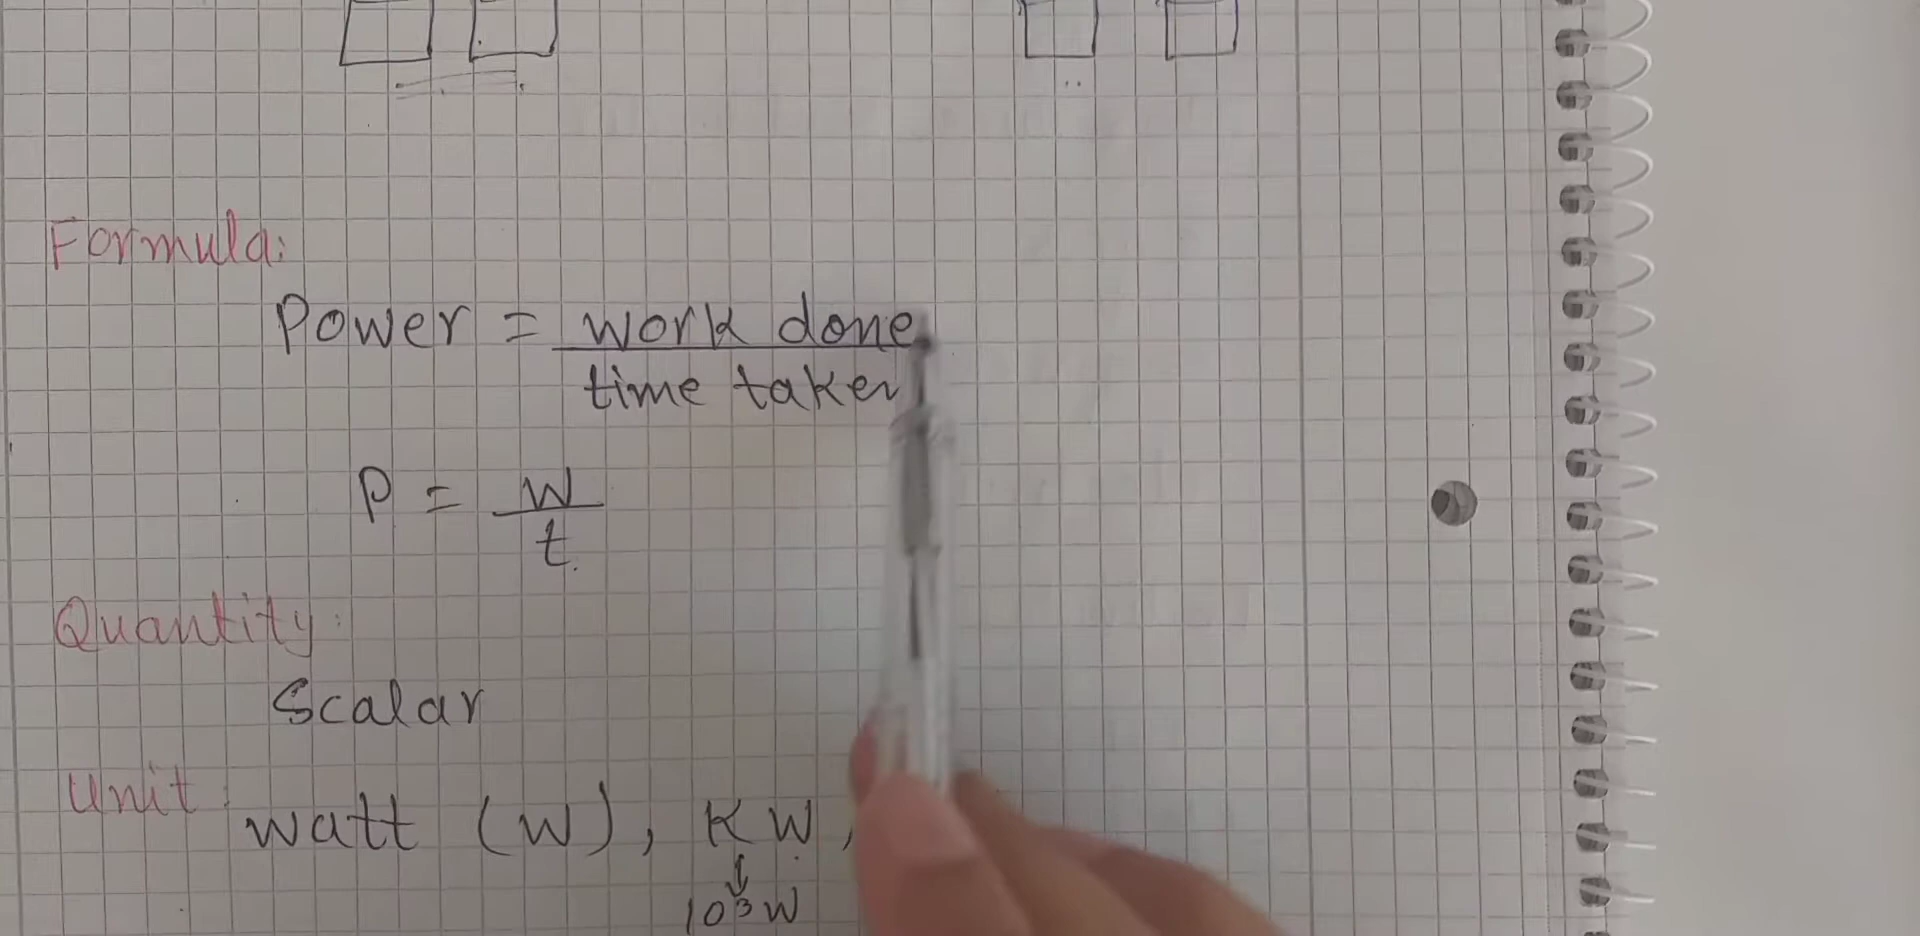 Formula:
Power = work done
time taken
P = W
t
Quantity:
Scalar
Unit:
watt (W), KW,
10³W